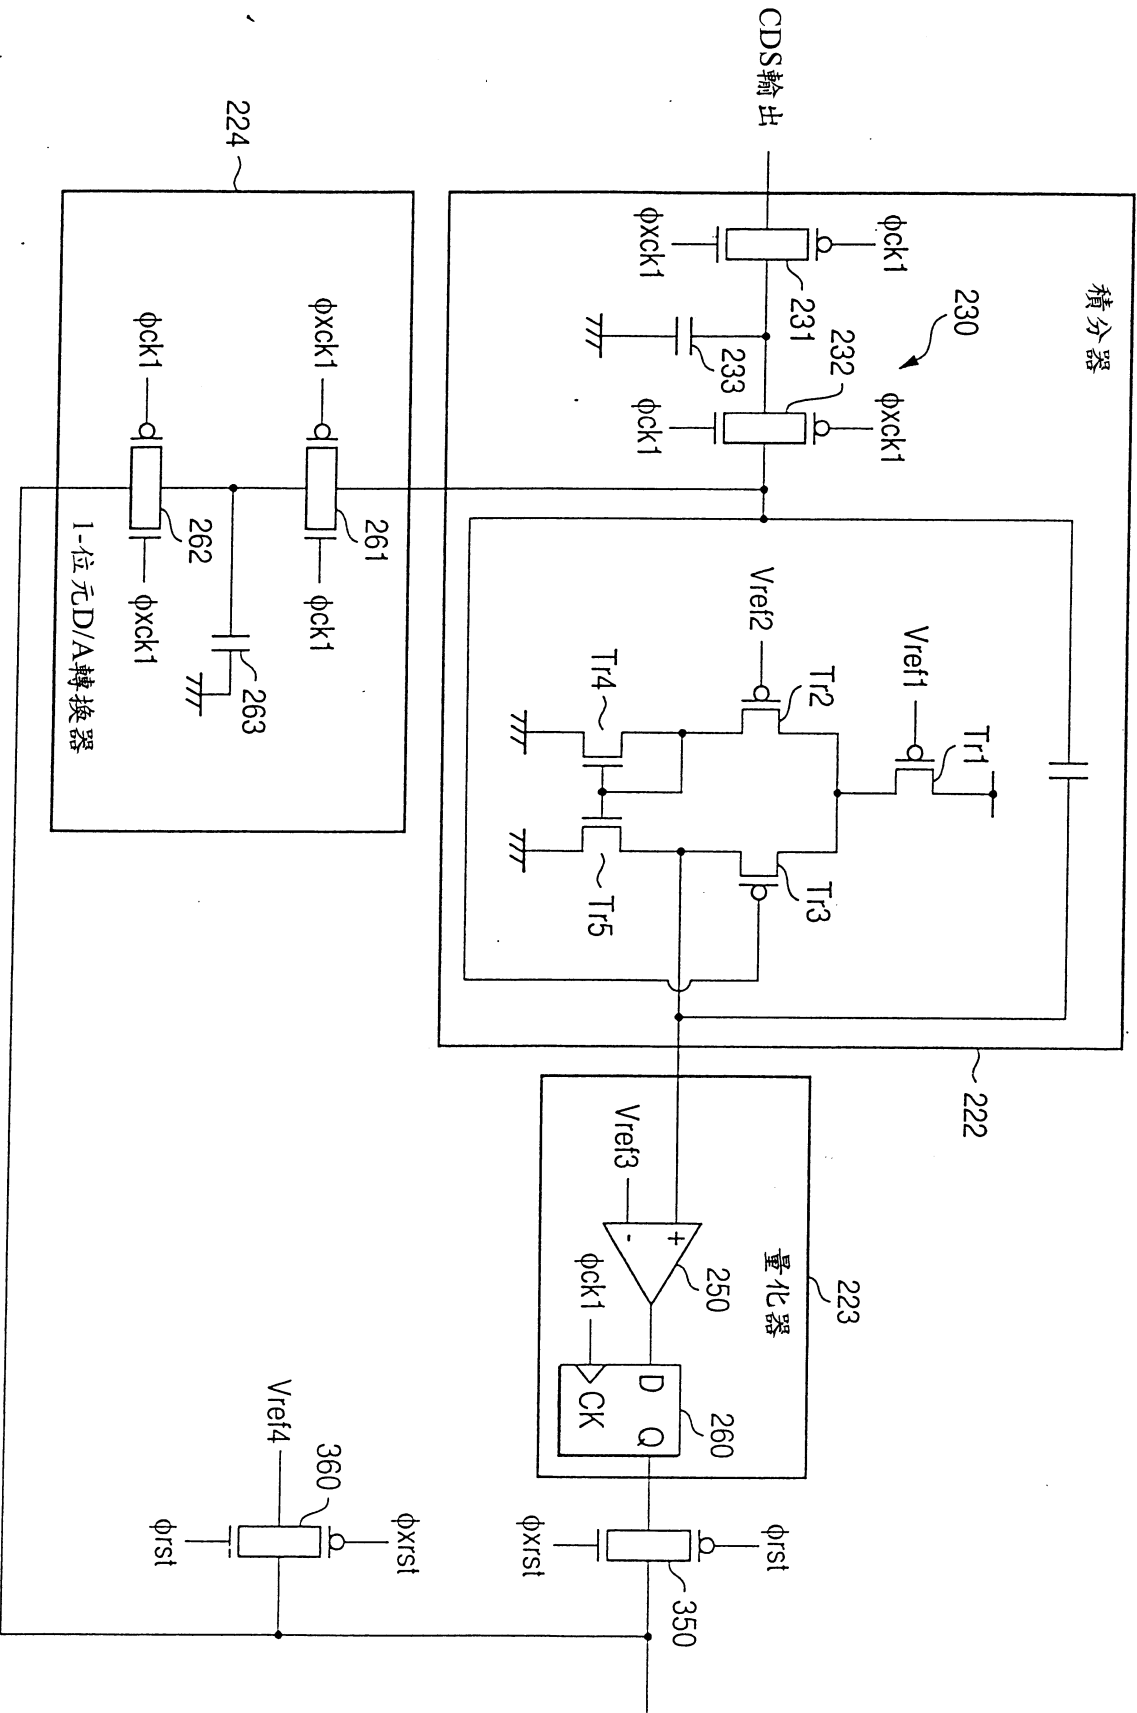 CDS輸出
積分器
230
ϕck1
231
ϕxck1
232
ϕxck1
233
ϕck1
Vref1
Tr1
Vref2
Tr2
Tr3
Tr4
Tr5
222
量化器
223
Vref3
+
-
250
ϕck1
D
Q
CK
260
ϕrst
350
ϕxrst
Vref4
360
ϕxrst
ϕrst
224
ϕxck1
261
ϕck1
263
ϕck1
262
ϕxck1
1-位元D/A轉換器